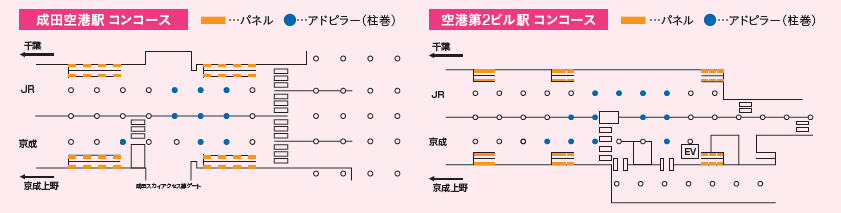 成田空港駅 コンコース
…パネル …アドピラー(柱巻)
千葉
JR
京成
京成上野
成田スカイアクセス線ゲート
空港第2ビル駅 コンコース
…パネル …アドピラー(柱巻)
千葉
JR
京成
EV
京成上野